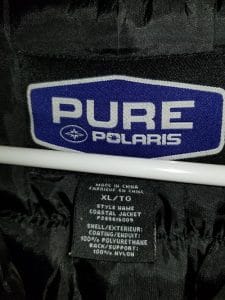 PURE
POLARIS
MADE IN CHINA
FABRIQUE EN CHINE
XL/TG
STYLE NAME
COASTAL JACKET
SHELL/EXTERIEUR:
COATING/ENDUIT:
100% POLYURETHANE
BACK/SUPPORT:
100% NYLON